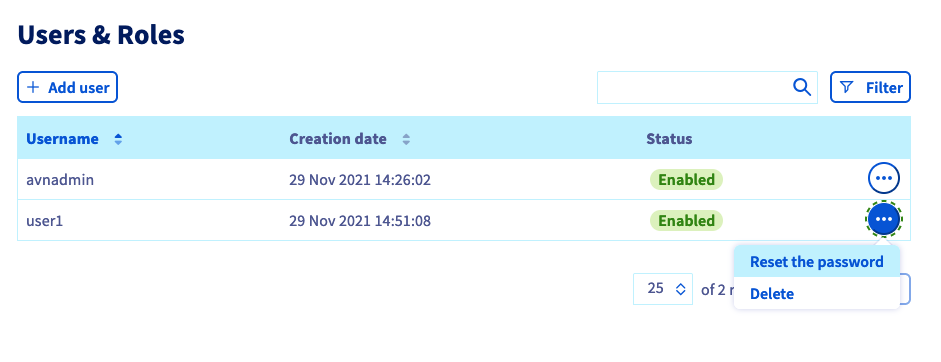 Users & Roles
+ Add user
Filter
Username Creation date Status
avnadmin 29 Nov 2021 14:26:02 Enabled
user1 29 Nov 2021 14:51:08 Enabled
Reset the password
25 of 2
Delete